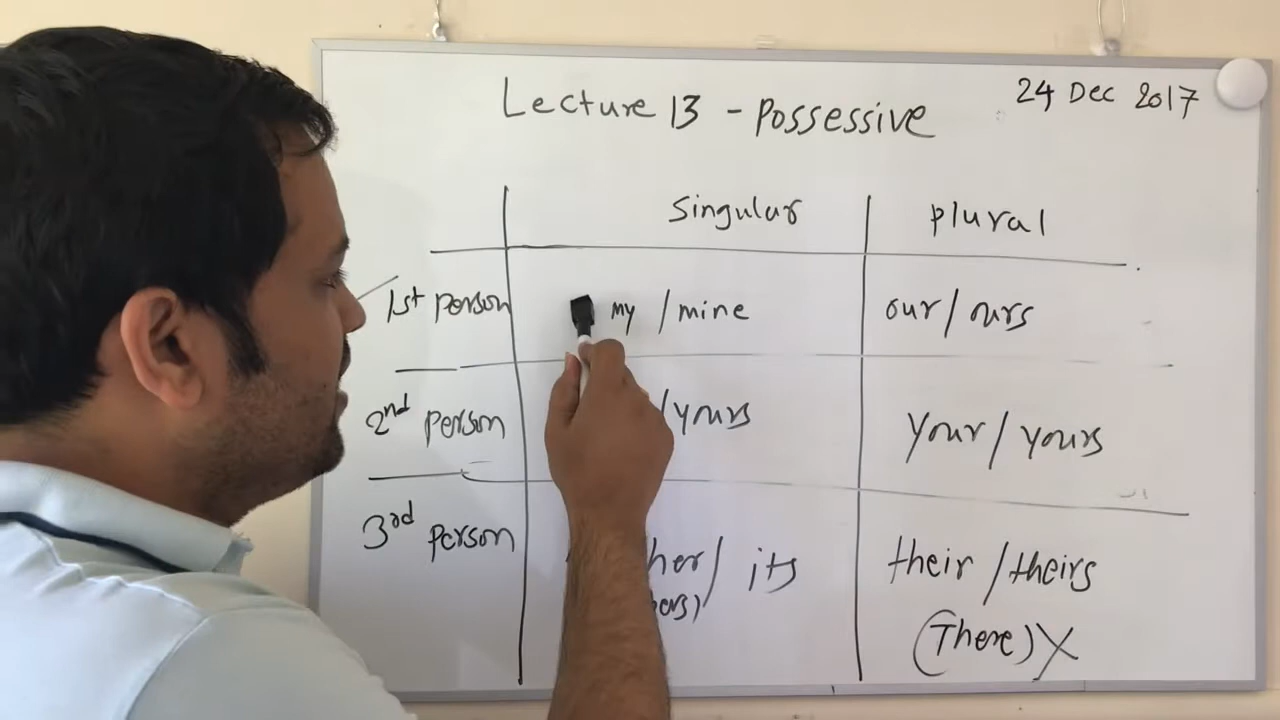 Lecture 13 - Possessive
24 Dec 2017
Singular plural
1st person my / mine our / ours
2nd person / yours your / yours
3rd person her / its their / theirs
(There) X